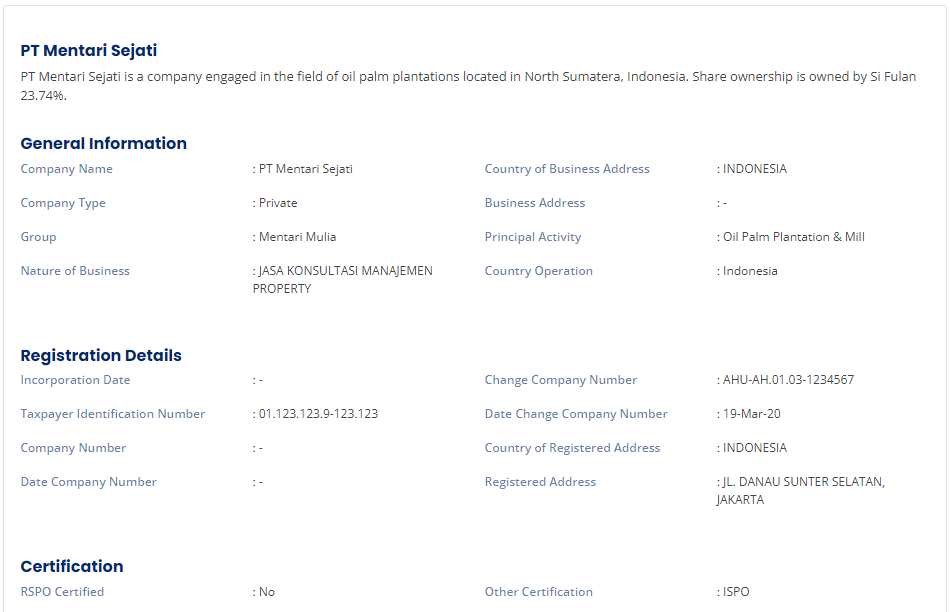 PT Mentari Sejati
PT Mentari Sejati is a company engaged in the field of oil palm plantations located in North Sumatera, Indonesia. Share ownership is owned by Si Fulan
23.74%.
General Information
Company Name : PT Mentari Sejati Country of Business Address : INDONESIA
Company Type : Private Business Address : -
Group : Mentari Mulia Principal Activity : Oil Palm Plantation & Mill
Nature of Business : JASA KONSULTASI MANAJEMEN Country Operation : Indonesia
PROPERTY
Registration Details
Incorporation Date : - Change Company Number : AHU-AH.01.03-1234567
Taxpayer Identification Number : 01.123.123.9-123.123 Date Change Company Number : 19-Mar-20
Company Number : - Country of Registered Address : INDONESIA
Date Company Number : - Registered Address : JL. DANAU SUNTER SELATAN,
JAKARTA
Certification
RSPO Certified : No Other Certification : ISPO